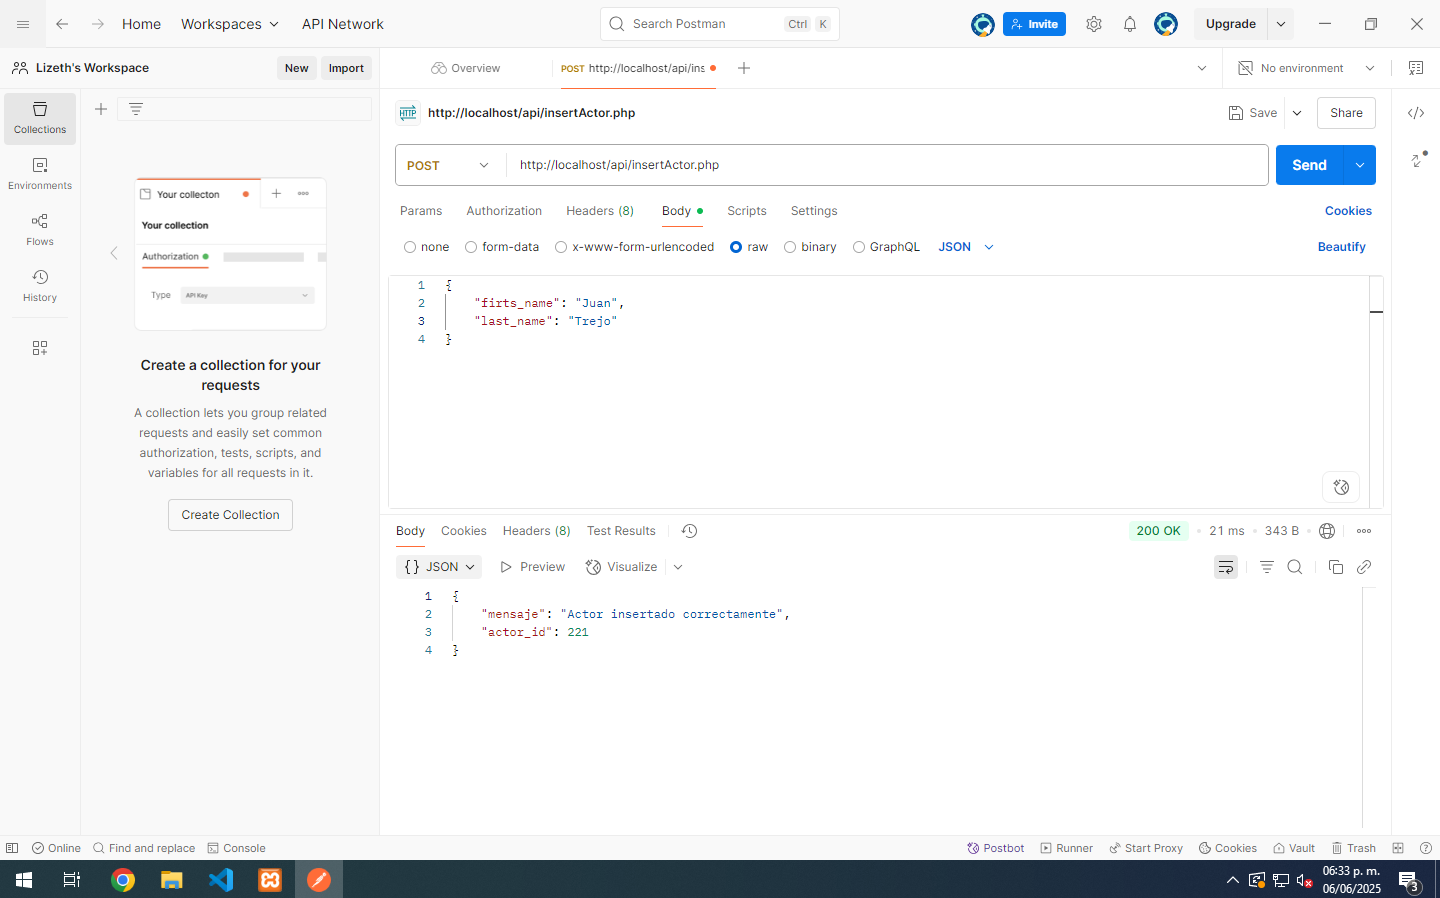 Home Workspaces API Network Search Postman Ctrl K Invite Upgrade
Lizeth's Workspace New Import Overview POST http://localhost/api/ins No environment
Collections
Environments
Flows
History
Your collecton
Your collection
Authorization
Type API Key
Create a collection for your
requests
A collection lets you group related
requests and easily set common
authorization, tests, scripts, and
variables for all requests in it.
Create Collection
HTTP http://localhost/api/insertActor.php Save Share
POST http://localhost/api/insertActor.php Send
Params Authorization Headers (8) Body Scripts Settings Cookies
none form-data x-www-form-urlencoded raw binary GraphQL JSON Beautify
1 {
2 "firts_name": "Juan",
3 "last_name": "Trejo"
4 }
Body Cookies Headers (8) Test Results 200 OK 21 ms 343 B
{} JSON Preview Visualize
1 {
2 "mensaje": "Actor insertado correctamente",
3 "actor_id": 221
4 }
Online Find and replace Console Postbot Runner Start Proxy Cookies Vault Trash
06:33 p. m.
06/06/2025
3